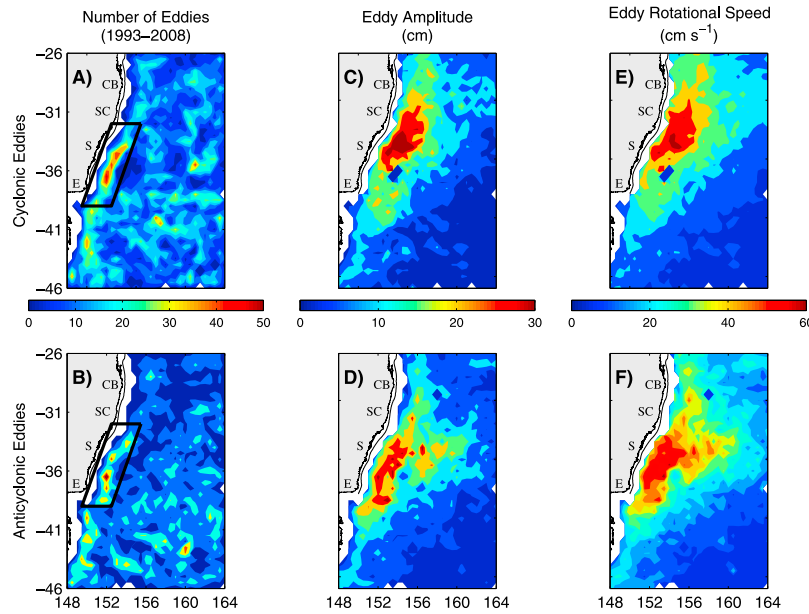 Number of Eddies
(1993–2008)
Eddy Amplitude
(cm)
Eddy Rotational Speed
(cm s⁻¹)
Cyclonic Eddies
−26
−31
−36
−41
−46
A)
CB
SC
S
E
C)
CB
SC
S
E
E)
CB
SC
S
E
0 10 20 30 40 50
0 10 20 30
0 20 40 60
Anticyclonic Eddies
−26
−31
−36
−41
−46
B)
CB
SC
S
E
D)
CB
SC
S
E
F)
CB
SC
S
E
148 152 156 160 164
148 152 156 160 164
148 152 156 160 164